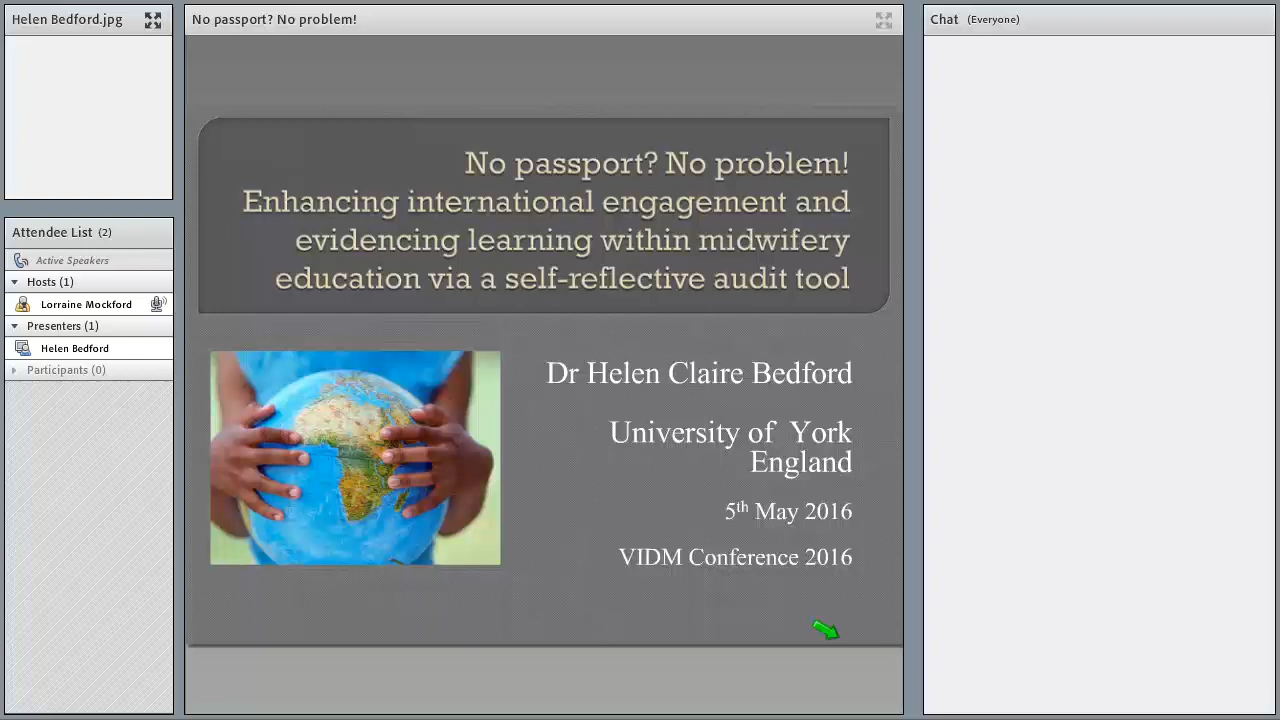 Helen Bedford.jpg
Attendee List (2)
Active Speakers
Hosts (1)
Lorraine Mockford
Presenters (1)
Helen Bedford
Participants (0)
No passport? No problem!
No passport? No problem!
Enhancing international engagement and
evidencing learning within midwifery
education via a self-reflective audit tool
Dr Helen Claire Bedford
University of York
England
5th May 2016
VIDM Conference 2016
Chat (Everyone)